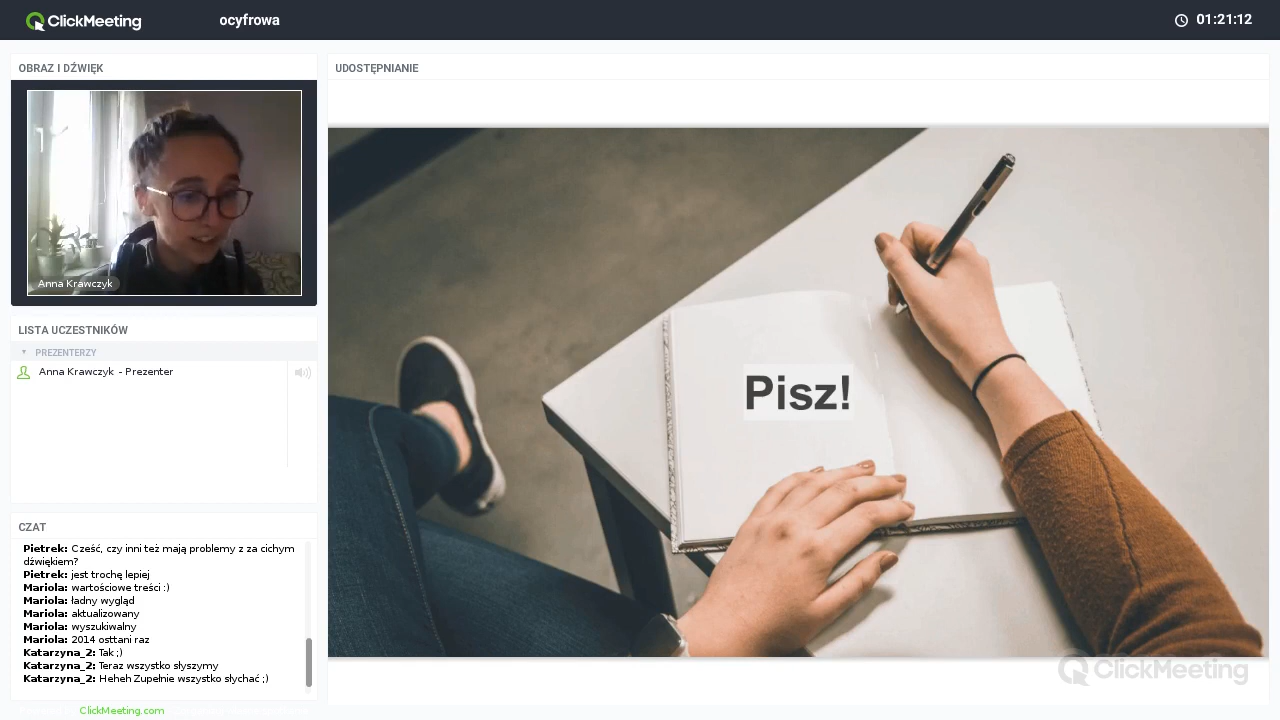 ClickMeeting
ocyfrowa
01:21:12
OBRAZ I DŹWIĘK
UDOSTĘPNIANIE
Anna Krawczyk
LISTA UCZESTNIKÓW
PREZENTERZY
Anna Krawczyk - Prezenter
Pisz!
CZAT
Pietrek: Cześć, czy inni też mają problemy z za cichym
dźwiękiem?
Pietrek: jest trochę lepiej
Mariola: wartościowe treści :)
Mariola: ładny wygląd
Mariola: aktualizowany
Mariola: wyszukiwalny
Mariola: 2014 osttani raz
Katarzyna_2: Tak ;)
Katarzyna_2: Teraz wszystko słyszymy
Katarzyna_2: Heheh Zupełnie wszystko słychać ;)
ClickMeeting
ClickMeeting.com